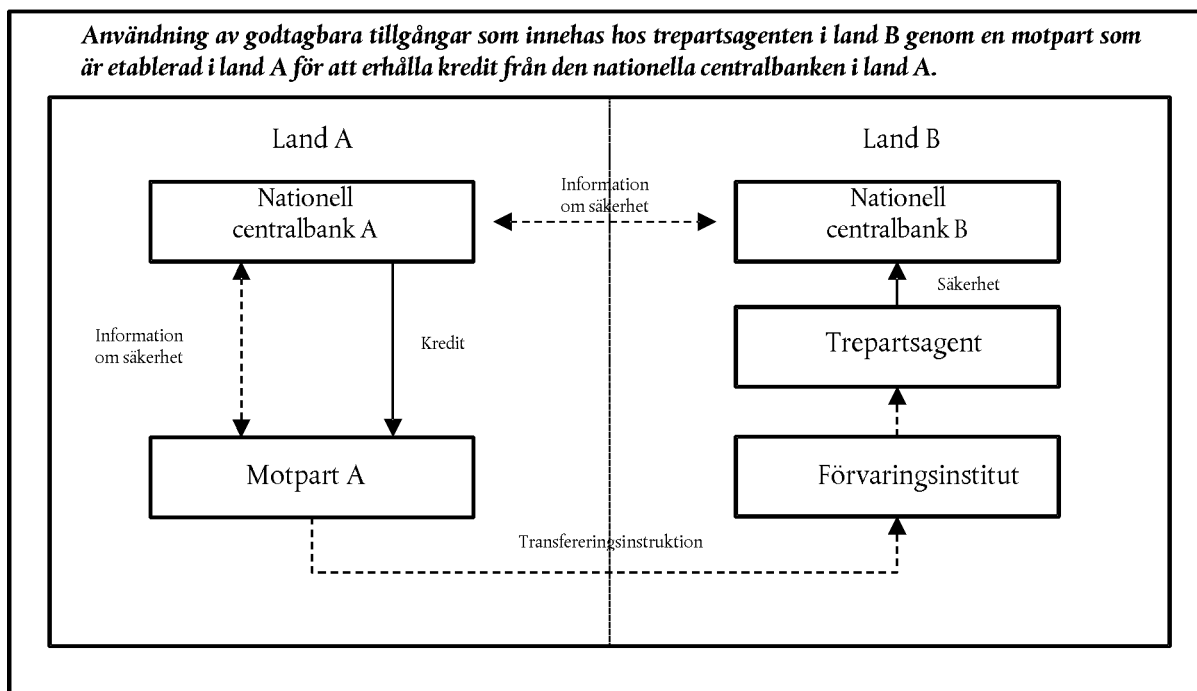 Användning av godtagbara tillgångar som innehas hos trepartsagenten i land B genom en motpart som
är etablerad i land A för att erhålla kredit från den nationella centralbanken i land A.
Land A
Land B
Nationell
centralbank A
Information
om säkerhet
Nationell
centralbank B
Säkerhet
Information
om säkerhet
Kredit
Trepartsagent
Motpart A
Förvaringsinstitut
Transfereringsinstruktion